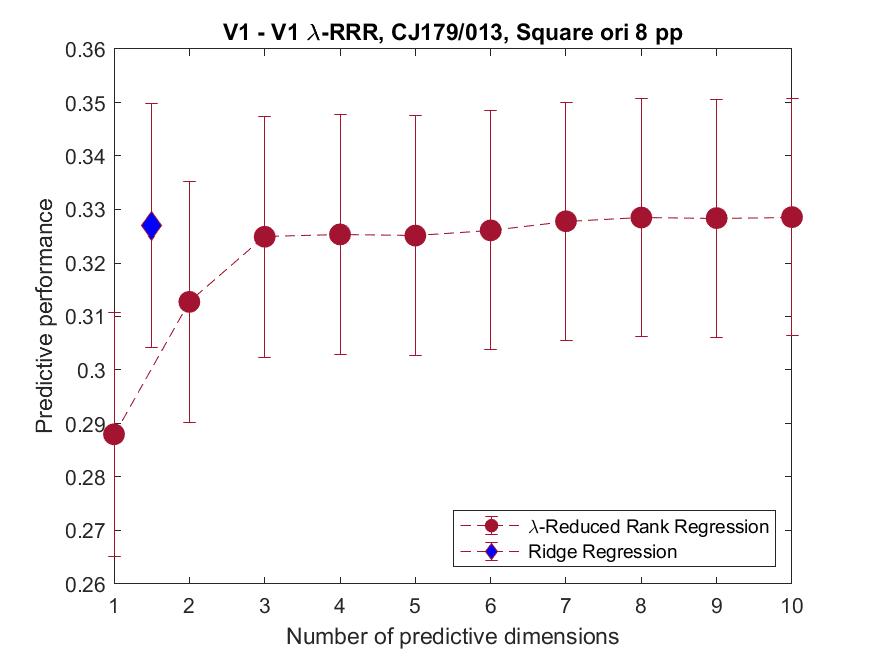 V1 - V1 λ-RRR, CJ179/013, Square ori 8 pp
0.36
0.35
0.34
0.33
0.32
0.31
0.3
0.29
0.28
0.27
0.26
Predictive performance
λ-Reduced Rank Regression
Ridge Regression
1 2 3 4 5 6 7 8 9 10
Number of predictive dimensions